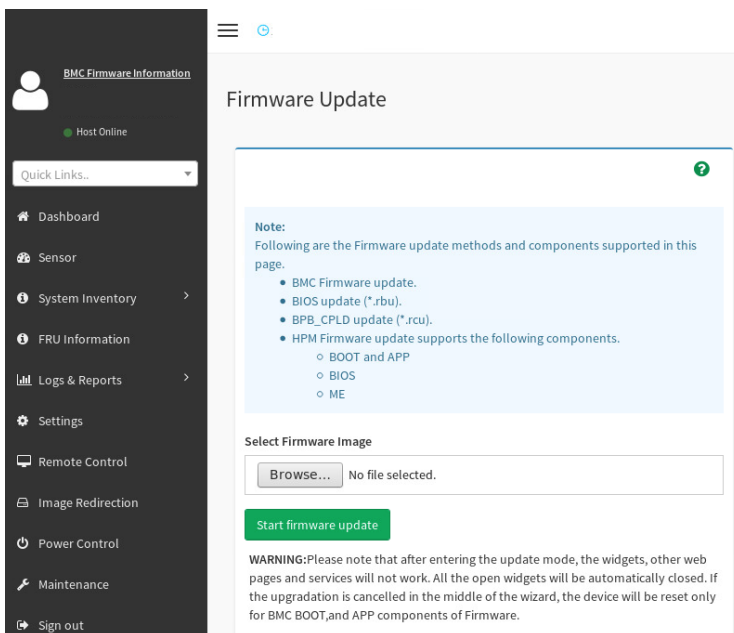 BMC Firmware Information
Host Online
Quick Links..
Dashboard
Sensor
System Inventory
FRU Information
Logs & Reports
Settings
Remote Control
Image Redirection
Power Control
Maintenance
Sign out
Firmware Update
Note:
Following are the Firmware update methods and components supported in this
page.
BMC Firmware update.
BIOS update (*.rbu).
BPB_CPLD update (*.rcu).
HPM Firmware update supports the following components.
BOOT and APP
BIOS
ME
Select Firmware Image
Browse... No file selected.
Start firmware update
WARNING:Please note that after entering the update mode, the widgets, other web
pages and services will not work. All the open widgets will be automatically closed. If
the upgradation is cancelled in the middle of the wizard, the device will be reset only
for BMC BOOT,and APP components of Firmware.